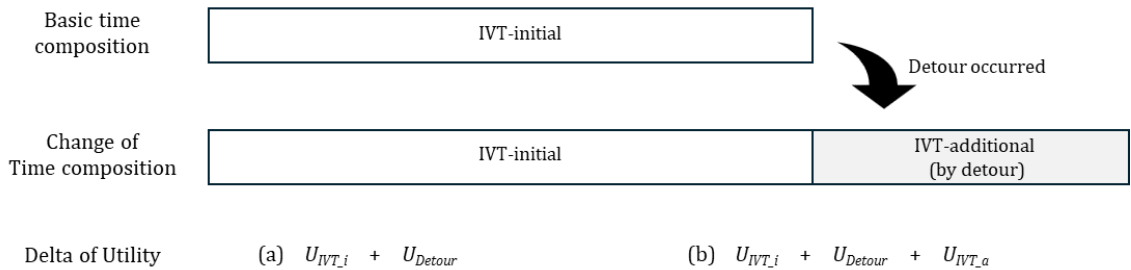 Basic time
composition
IVT-initial
Detour occurred
Change of
Time composition
IVT-initial
IVT-additional
(by detour)
Delta of Utility
(a) U_IVT_i + U_Detour
(b) U_IVT_i + U_Detour + U_IVT_a